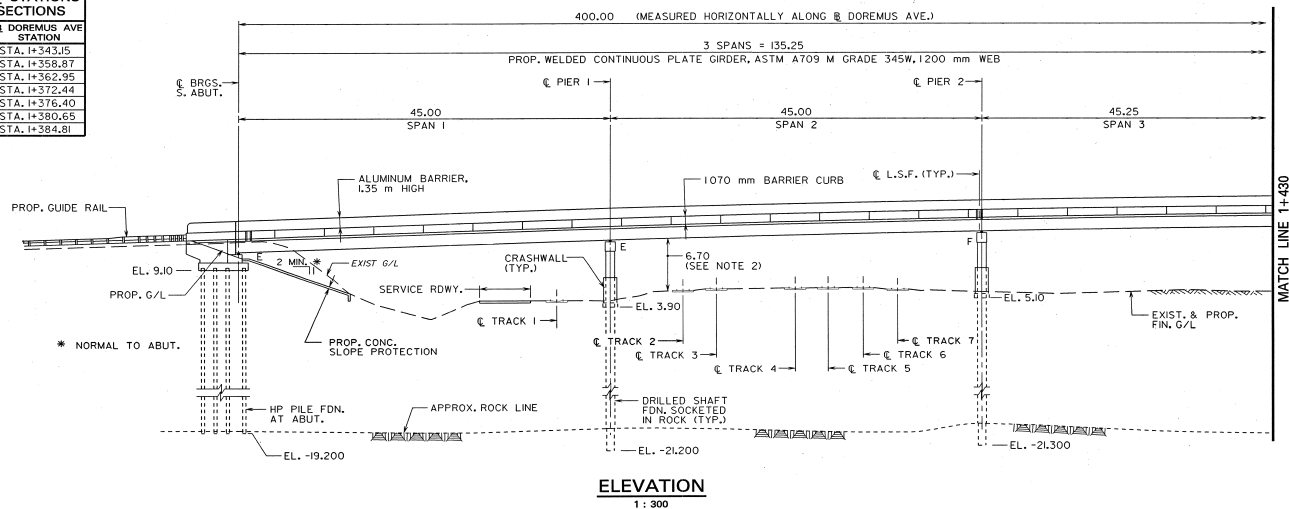 STATIONS
SECTIONS
DOREMUS AVE
STATION
STA. 1+343.15
STA. 1+358.87
STA. 1+362.95
STA. 1+372.44
STA. 1+376.40
STA. 1+380.65
STA. 1+384.81
400.00 (MEASURED HORIZONTALLY ALONG ℄ DOREMUS AVE.)
3 SPANS = 135.25
PROP. WELDED CONTINUOUS PLATE GIRDER, ASTM A709 M GRADE 345W, 1200 mm WEB
℄ BRGS.
S. ABUT.
℄ PIER 1
℄ PIER 2
45.00
SPAN 1
45.00
SPAN 2
45.25
SPAN 3
ALUMINUM BARRIER,
1.35 m HIGH
1070 mm BARRIER CURB
℄ L.S.F. (TYP.)
PROP. GUIDE RAIL
MATCH LINE 1+430
E
E
F
2 MIN. *
EXIST G/L
CRASHWALL
(TYP.)
6.70
(SEE NOTE 2)
EL. 9.10
PROP. G/L
SERVICE RDWY.
EL. 3.90
EL. 5.10
EXIST. & PROP.
FIN. G/L
℄ TRACK 1
℄ TRACK 2
℄ TRACK 3
℄ TRACK 4
℄ TRACK 5
℄ TRACK 6
℄ TRACK 7
* NORMAL TO ABUT.
PROP. CONC.
SLOPE PROTECTION
HP PILE FDN.
AT ABUT.
APPROX. ROCK LINE
DRILLED SHAFT
FDN. SOCKETED
IN ROCK (TYP.)
EL. -19.200
EL. -21.200
EL. -21.300
ELEVATION
1 : 300